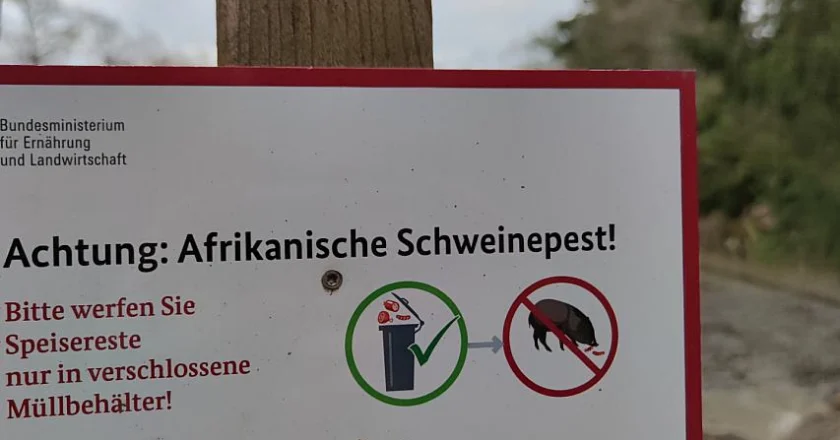 Bundesministerium
für Ernährung
und Landwirtschaft
Achtung: Afrikanische Schweinepest!
Bitte werfen Sie
Speisereste
nur in verschlossene
Müllbehälter!